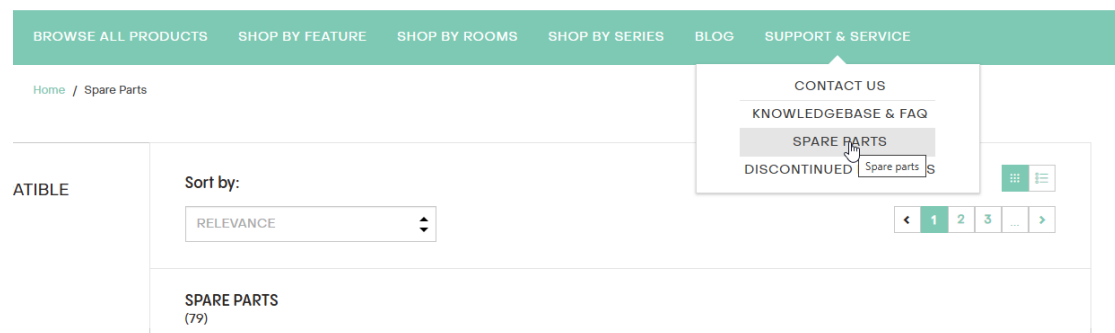 BROWSE ALL PRODUCTS SHOP BY FEATURE SHOP BY ROOMS SHOP BY SERIES BLOG SUPPORT & SERVICE
CONTACT US
KNOWLEDGEBASE & FAQ
SPARE PARTS
DISCONTINUED
Spare parts
Home / Spare Parts
ATIBLE
Sort by:
RELEVANCE
1 2 3 ...
SPARE PARTS
(79)